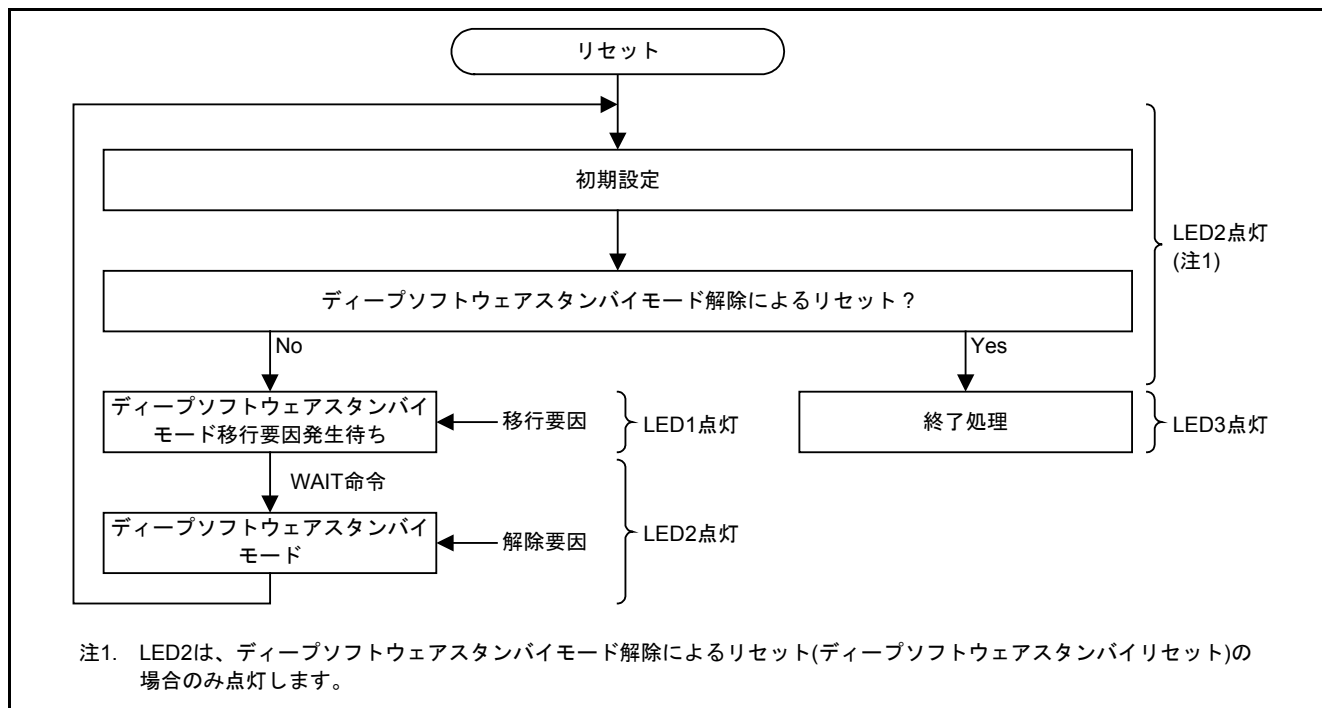 リセット
初期設定
LED2点灯
(注1)
ディープソフトウェアスタンバイモード解除によるリセット？
No
Yes
ディープソフトウェアスタンバイ
モード移行要因発生待ち
移行要因
LED1点灯
終了処理
LED3点灯
WAIT命令
ディープソフトウェアスタンバイ
モード
解除要因
LED2点灯
注1. LED2は、ディープソフトウェアスタンバイモード解除によるリセット(ディープソフトウェアスタンバイリセット)の
場合のみ点灯します。